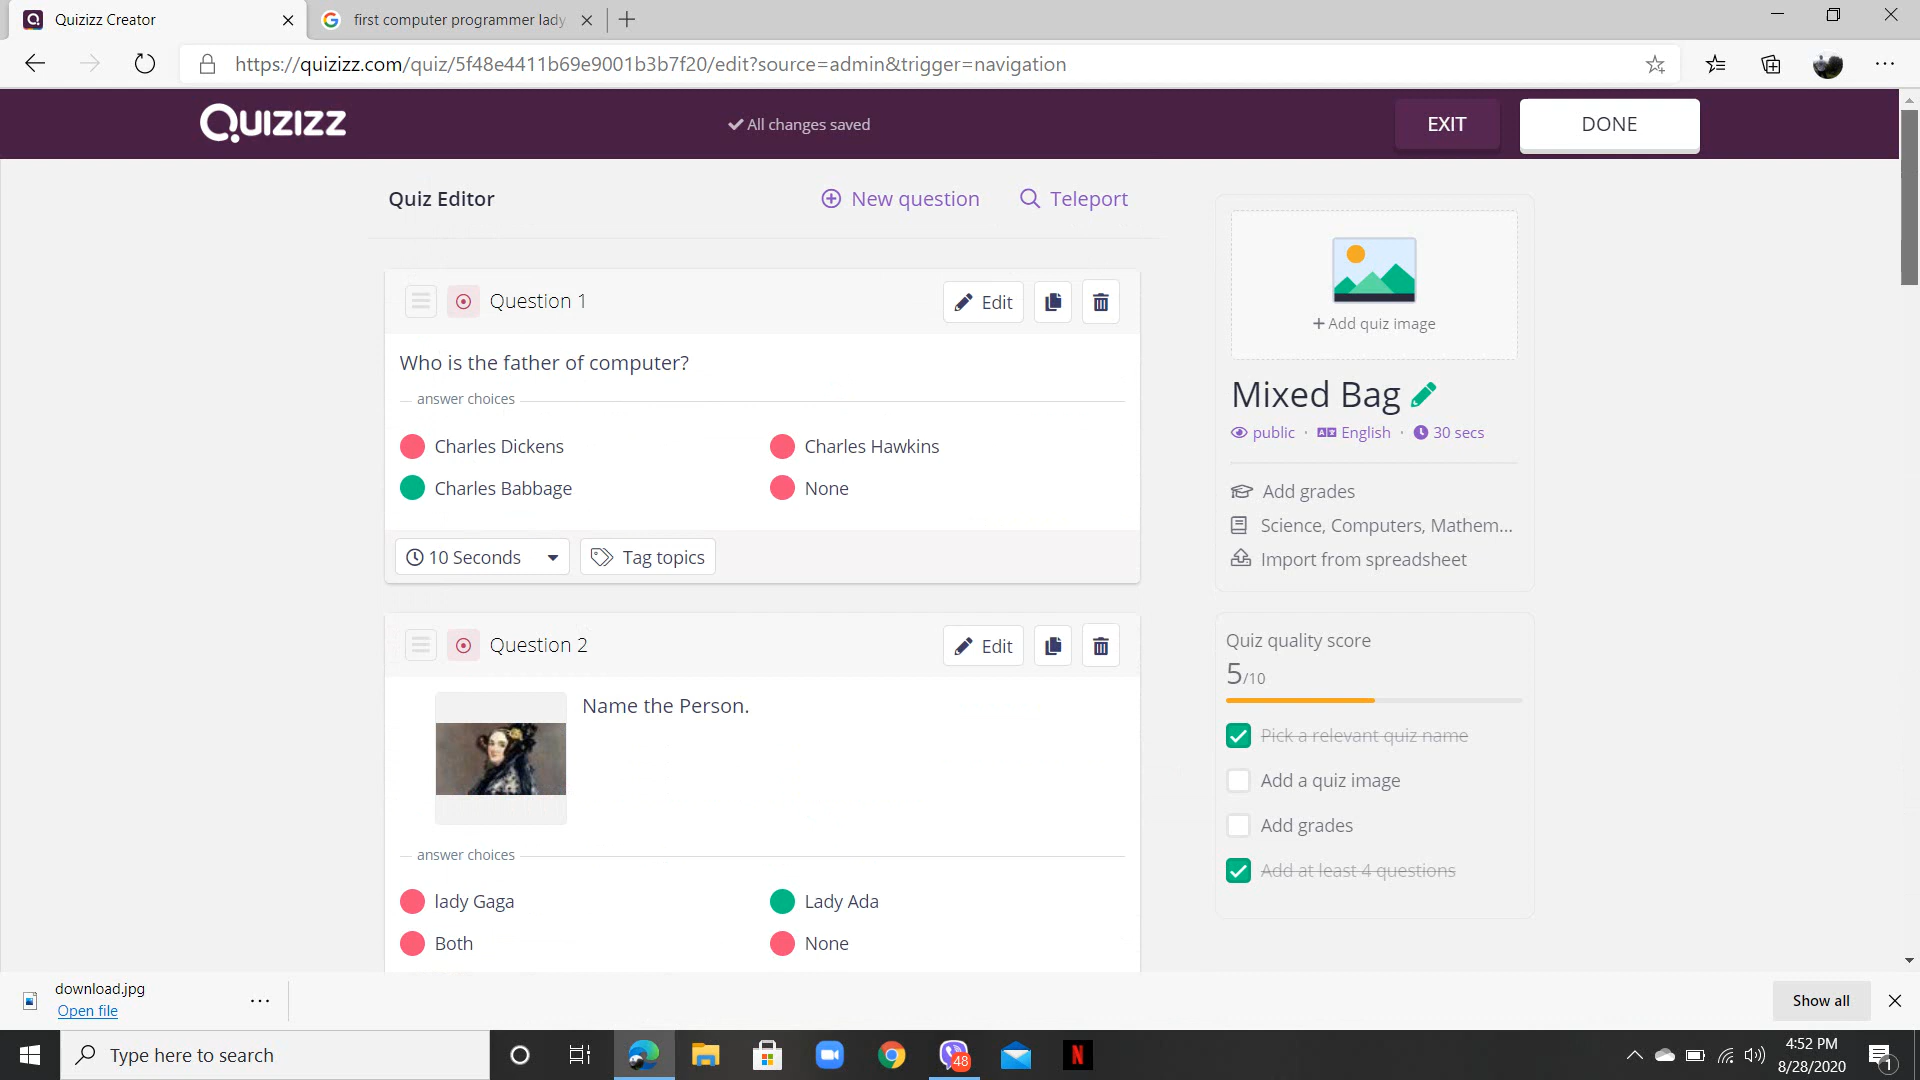 Quizizz Creator
first computer programmer lady
https://quizizz.com/quiz/5f48e4411b69e9001b3b7f20/edit?source=admin&trigger=navigation
QUIZIZZ
All changes saved
EXIT
DONE
Quiz Editor
New question
Teleport
+ Add quiz image
Question 1
Edit
Who is the father of computer?
answer choices
Charles Dickens
Charles Hawkins
Charles Babbage
None
10 Seconds
Tag topics
Mixed Bag
public · English · 30 secs
Add grades
Science, Computers, Mathem...
Import from spreadsheet
Question 2
Edit
Name the Person.
answer choices
lady Gaga
Lady Ada
Both
None
Quiz quality score
5/10
Pick a relevant quiz name
Add a quiz image
Add grades
Add at least 4 questions
download.jpg
Open file
Show all
Type here to search
48
N
4:52 PM
8/28/2020
1